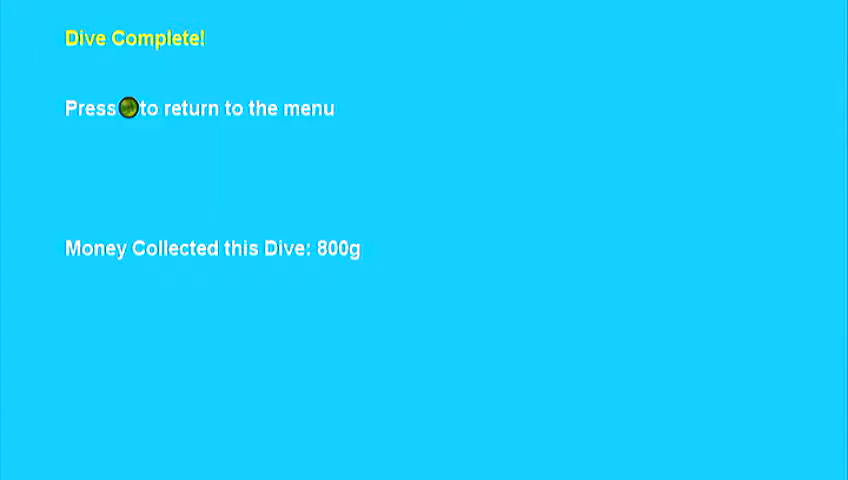 Dive Complete!
Press to return to the menu
Money Collected this Dive: 800g